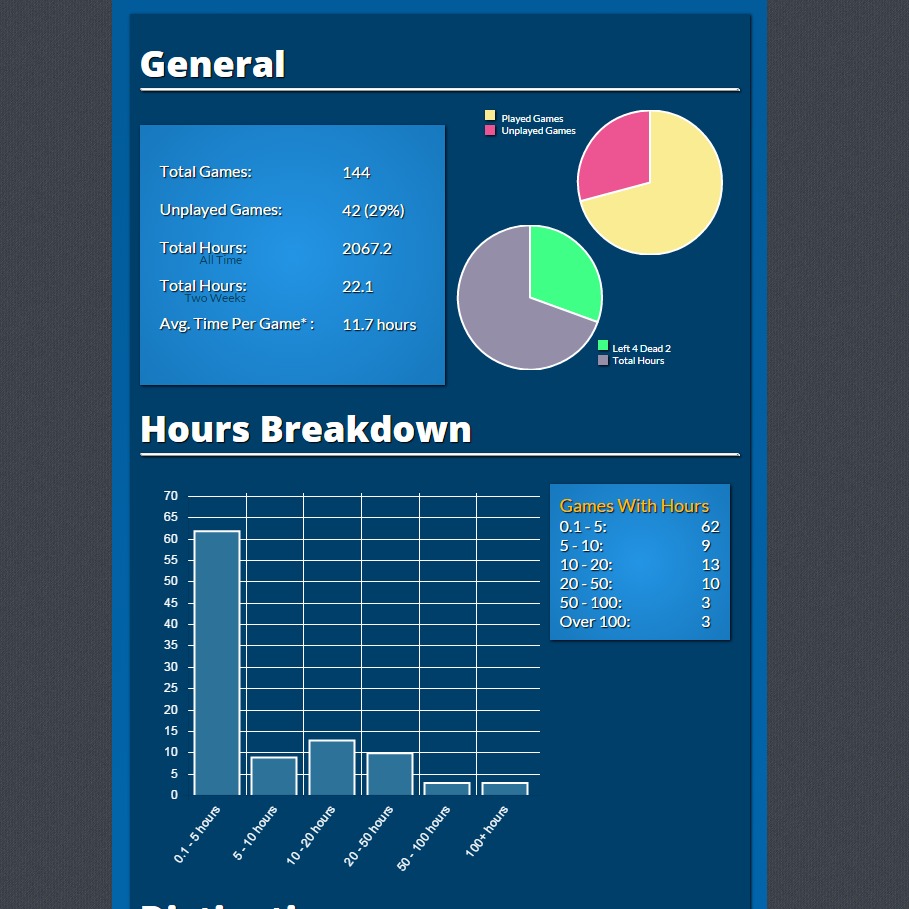 General
Played Games
Unplayed Games
Total Games: 144
Unplayed Games: 42 (29%)
Total Hours: 2067.2
All Time
Total Hours: 22.1
Two Weeks
Avg. Time Per Game* : 11.7 hours
Left 4 Dead 2
Total Hours
Hours Breakdown
70
65
60
55
50
45
40
35
30
25
20
15
10
5
0
0.1 - 5 hours
5 - 10 hours
10 - 20 hours
20 - 50 hours
50 - 100 hours
100+ hours
Games With Hours
0.1 - 5: 62
5 - 10: 9
10 - 20: 13
20 - 50: 10
50 - 100: 3
Over 100: 3